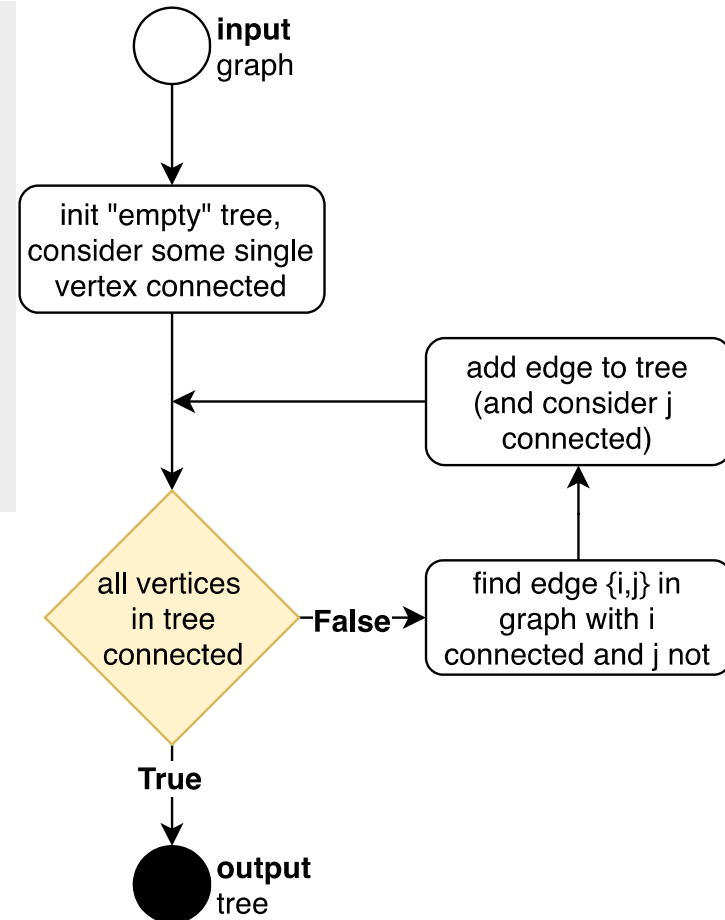 input
graph
init "empty" tree,
consider some single
vertex connected
add edge to tree
(and consider j
connected)
all vertices
in tree
connected
False
find edge {i,j} in
graph with i
connected and j not
True
output
tree